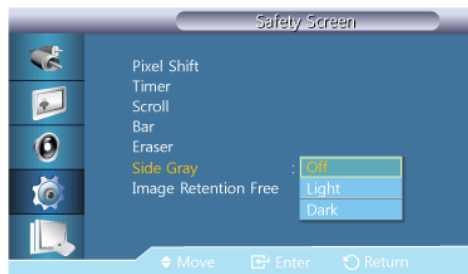 Safety Screen
Pixel Shift
Timer
Scroll
Bar
Eraser
Side Gray : Off
Image Retention Free Light
Dark
Move Enter Return